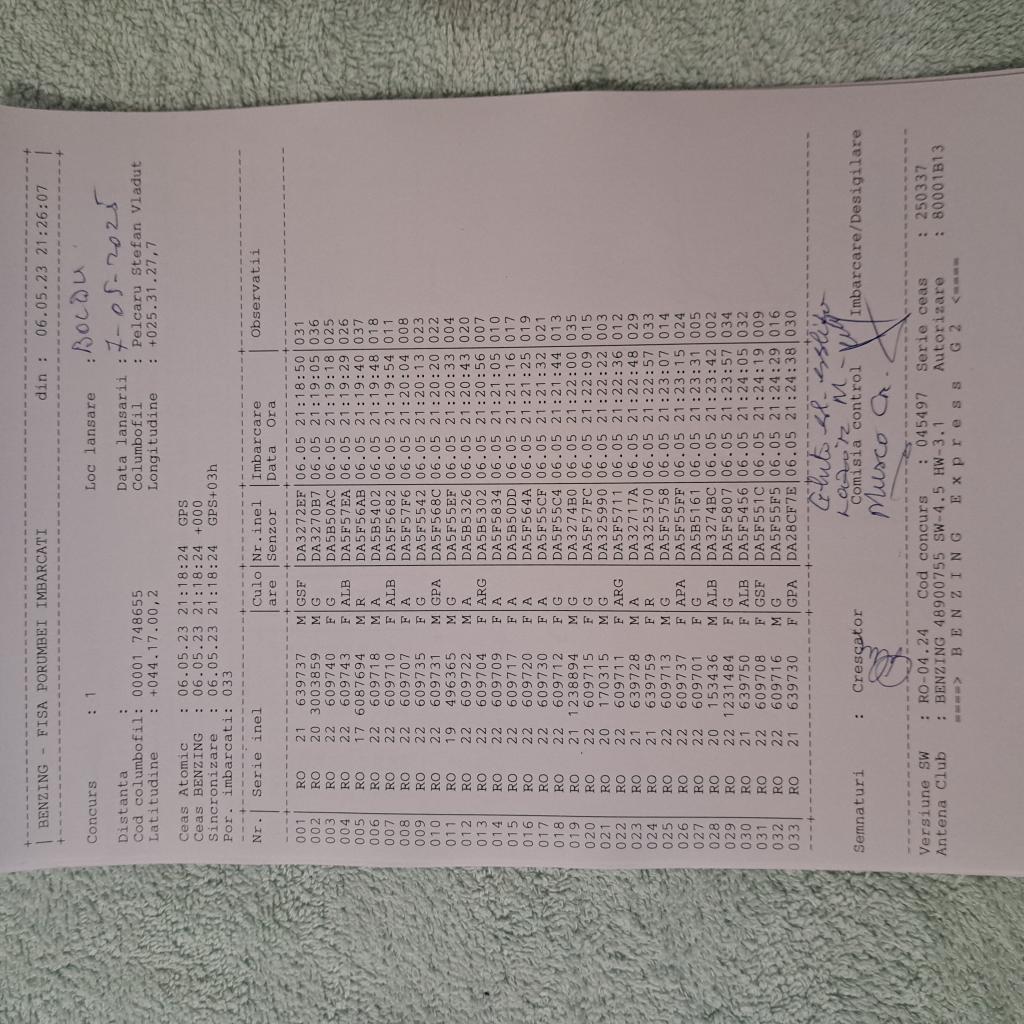 | BENZING - FISA PORUMBEI IMBARCATI din : 06.05.23 21:26:07 |
Concurs : 1 Loc lansare : BOLDU
Distanta : Data lansarii : 7-05-2025
Cod columbofil: 00001 748655 Columbofil : Pelcaru Stefan Vladut
Latitudine : +044.17.00,2 Longitudine : +025.31.27,7
Ceas Atomic : 06.05.23 21:18:24 GPS
Ceas BENZING : 06.05.23 21:18:24 +000
Sincronizare : 06.05.23 21:18:24 GPS+03h
Por. imbarcati: 033
Nr. | Serie inel | Culo | Nr.inel | Imbarcare | Observatii
are | Senzor | Data Ora
001 RO 21 639737 M GSF DA3272EF 06.05 21:18:50 031
002 RO 20 3003859 M G DA3270B7 06.05 21:19:05 036
003 RO 22 609740 F G DA5B50AC 06.05 21:19:18 025
004 RO 22 609743 F ALB DA5F57EA 06.05 21:19:29 026
005 RO 17 6087694 M R DA5F56AB 06.05 21:19:40 037
006 RO 22 609718 M A DA5B5402 06.05 21:19:48 018
007 RO 22 609710 F ALB DA5F5682 06.05 21:19:54 011
008 RO 22 609707 F A DA5F57F6 06.05 21:20:04 008
009 RO 22 609735 F G DA5F5542 06.05 21:20:13 023
010 RO 22 609731 M GPA DA5F568C 06.05 21:20:20 022
011 RO 19 496365 M G DA5F55EF 06.05 21:20:33 004
012 RO 22 609722 M A DA5B5326 06.05 21:20:43 020
013 RO 22 609704 F ARG DA5B5302 06.05 21:20:56 007
014 RO 22 609709 F A DA5F5834 06.05 21:21:05 010
015 RO 22 609717 F A DA5B50DD 06.05 21:21:16 017
016 RO 22 609720 F A DA5F564A 06.05 21:21:25 019
017 RO 22 609730 F A DA5F55CF 06.05 21:21:32 021
018 RO 22 609712 F G DA5F55C4 06.05 21:21:44 013
019 RO 21 1238894 M G DA3274B0 06.05 21:22:00 035
020 RO 22 609715 F G DA5F57FC 06.05 21:22:09 015
021 RO 20 170315 M G DA325990 06.05 21:22:22 003
022 RO 22 609711 F ARG DA5F5711 06.05 21:22:36 012
023 RO 21 639728 M A DA32717A 06.05 21:22:48 029
024 RO 21 639759 F R DA325370 06.05 21:22:57 033
025 RO 22 609713 M G DA5F5758 06.05 21:23:07 014
026 RO 22 609737 F APA DA5F55FF 06.05 21:23:15 024
027 RO 22 609701 F G DA5B5161 06.05 21:23:31 005
028 RO 20 153436 M ALB DA3274BC 06.05 21:23:42 002
029 RO 22 1231484 F G DA5F5807 06.05 21:23:57 034
030 RO 21 639750 F ALB DA5F5456 06.05 21:24:05 032
031 RO 22 609708 F GSF DA5F551C 06.05 21:24:19 009
032 RO 22 609716 M G DA5F55F5 06.05 21:24:29 016
033 RO 21 639730 F GPA DA28CF7E 06.05 21:24:38 030
Semnaturi : Crescator Comisia control Imbarcare/Desigilare
Versiune SW : RO-04.24 Cod concurs : 045497 Serie ceas : 250337
Antena Club : BENZING 48900755 SW-4.5 HW-3.1 Autorizare : 80001B13
====> B E N Z I N G E x p r e s s G 2 <====